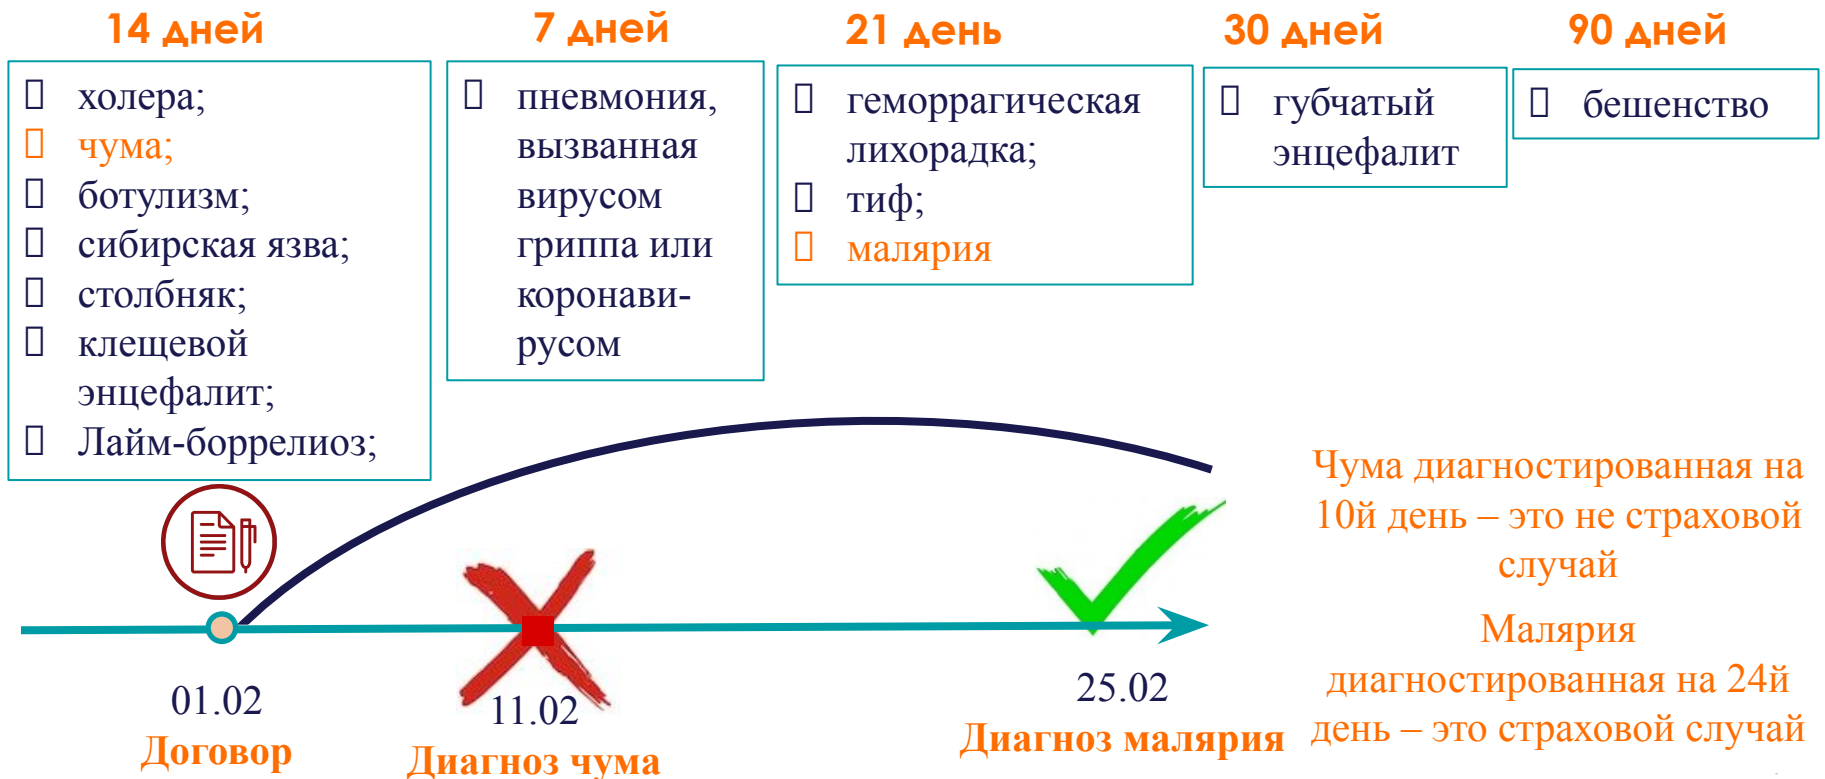 14 дней
холера;
чума;
ботулизм;
сибирская язва;
столбняк;
клещевой
энцефалит;
Лайм-боррелиоз;
7 дней
пневмония,
вызванная
вирусом
гриппа или
коронави-
русом
21 день
геморрагическая
лихорадка;
тиф;
малярия
30 дней
губчатый
энцефалит
90 дней
бешенство
01.02
Договор
11.02
Диагноз чума
25.02
Диагноз малярия
Чума диагностированная на
10й день – это не страховой
случай
Малярия
диагностированная на 24й
день – это страховой случай